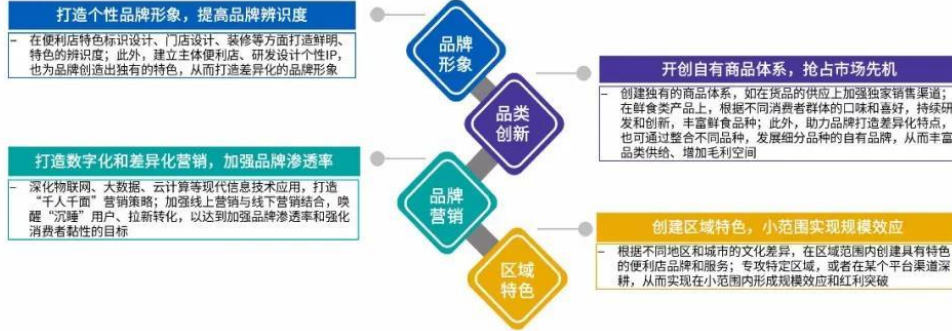 打造个性品牌形象，提高品牌辨识度
– 在便利店特色标识设计、门店设计、装修等方面打造鲜明、
特色的辨识度；此外，建立主体便利店、研发设计个性IP，
也为品牌创造出独有的特色，从而打造差异化的品牌形象
品牌
形象
开创自有商品体系，抢占市场先机
– 创建独有的商品体系，如在货品的供应上加强独家销售渠道；
在鲜食类产品上，根据不同消费者群体的口味和喜好，持续研
发和创新，丰富鲜食品种；此外，助力品牌打造差异化特点，
也可通过整合不同品种，发展细分品种的自有品牌，从而丰富
品类供给、增加毛利空间
品类
创新
打造数字化和差异化营销，加强品牌渗透率
– 深化物联网、大数据、云计算等现代信息技术应用，打造
“千人千面”营销策略；加强线上营销与线下营销结合，唤
醒“沉睡”用户、拉新转化，以达到加强品牌渗透率和强化
消费者黏性的目标
品牌
营销
创建区域特色，小范围实现规模效应
– 根据不同地区和城市的文化差异，在区域范围内创建具有特色
的便利店品牌和服务；专攻特定区域，或者在某个平台渠道深
耕，从而实现在小范围内形成规模效应和红利突破
区域
特色